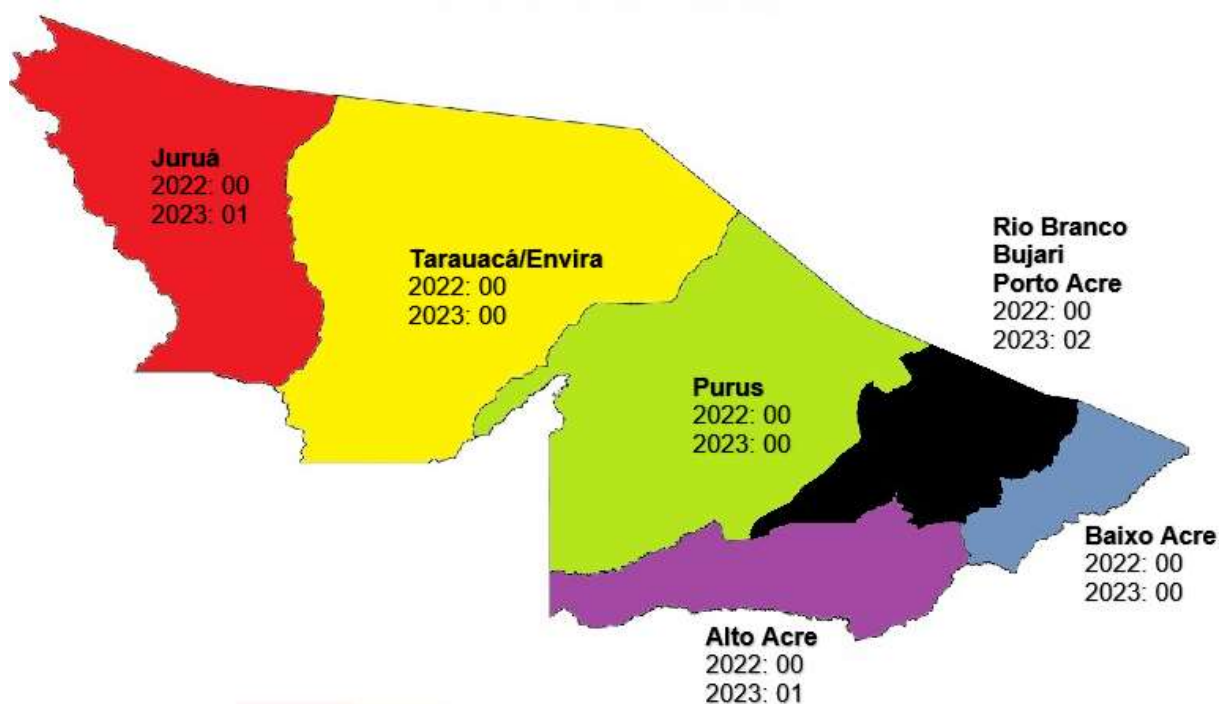 Juruá
2022: 00
2023: 01
Tarauacá/Envira
2022: 00
2023: 00
Rio Branco
Bujari
Porto Acre
2022: 00
2023: 02
Purus
2022: 00
2023: 00
Baixo Acre
2022: 00
2023: 00
Alto Acre
2022: 00
2023: 01